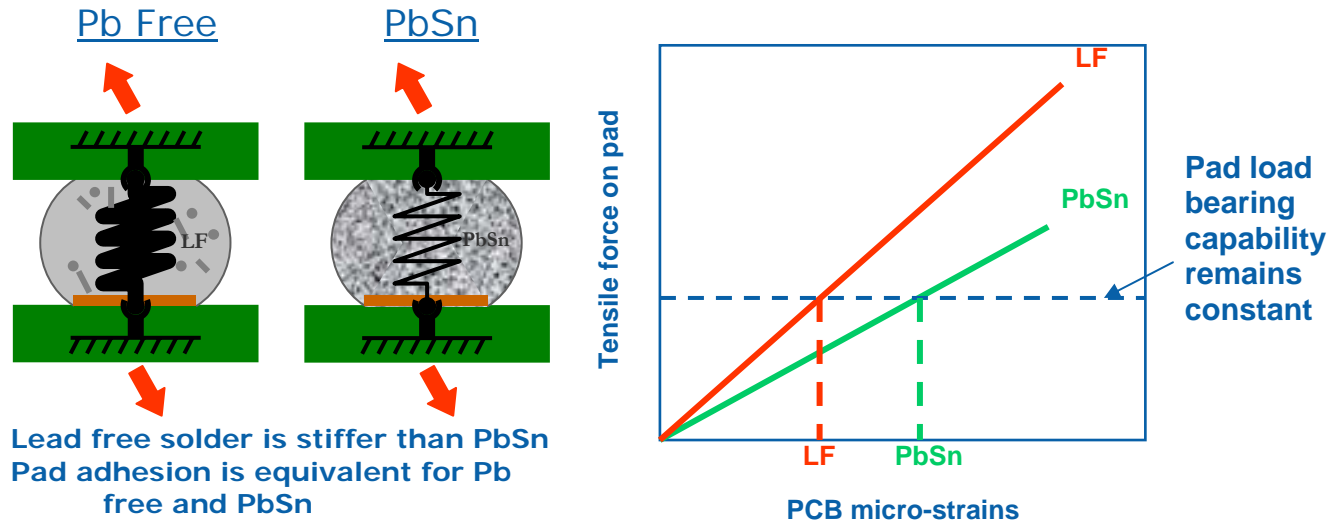 Pb Free
PbSn
LF
PbSn
Lead free solder is stiffer than PbSn
Pad adhesion is equivalent for Pb
free and PbSn
Tensile force on pad
LF
PbSn
Pad load
bearing
capability
remains
constant
LF
PbSn
PCB micro-strains